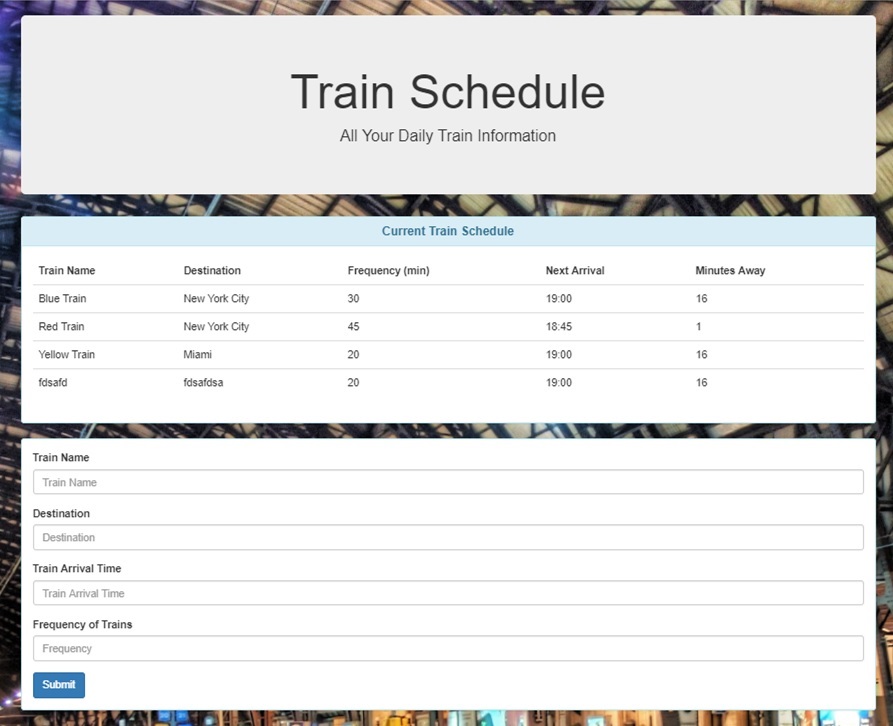 Train Schedule
All Your Daily Train Information
Current Train Schedule
Train Name Destination Frequency (min) Next Arrival Minutes Away
Blue Train New York City 30 19:00 16
Red Train New York City 45 18:45 1
Yellow Train Miami 20 19:00 16
fdsafd fdsafdsa 20 19:00 16
Train Name
Train Name
Destination
Destination
Train Arrival Time
Train Arrival Time
Frequency of Trains
Frequency
Submit